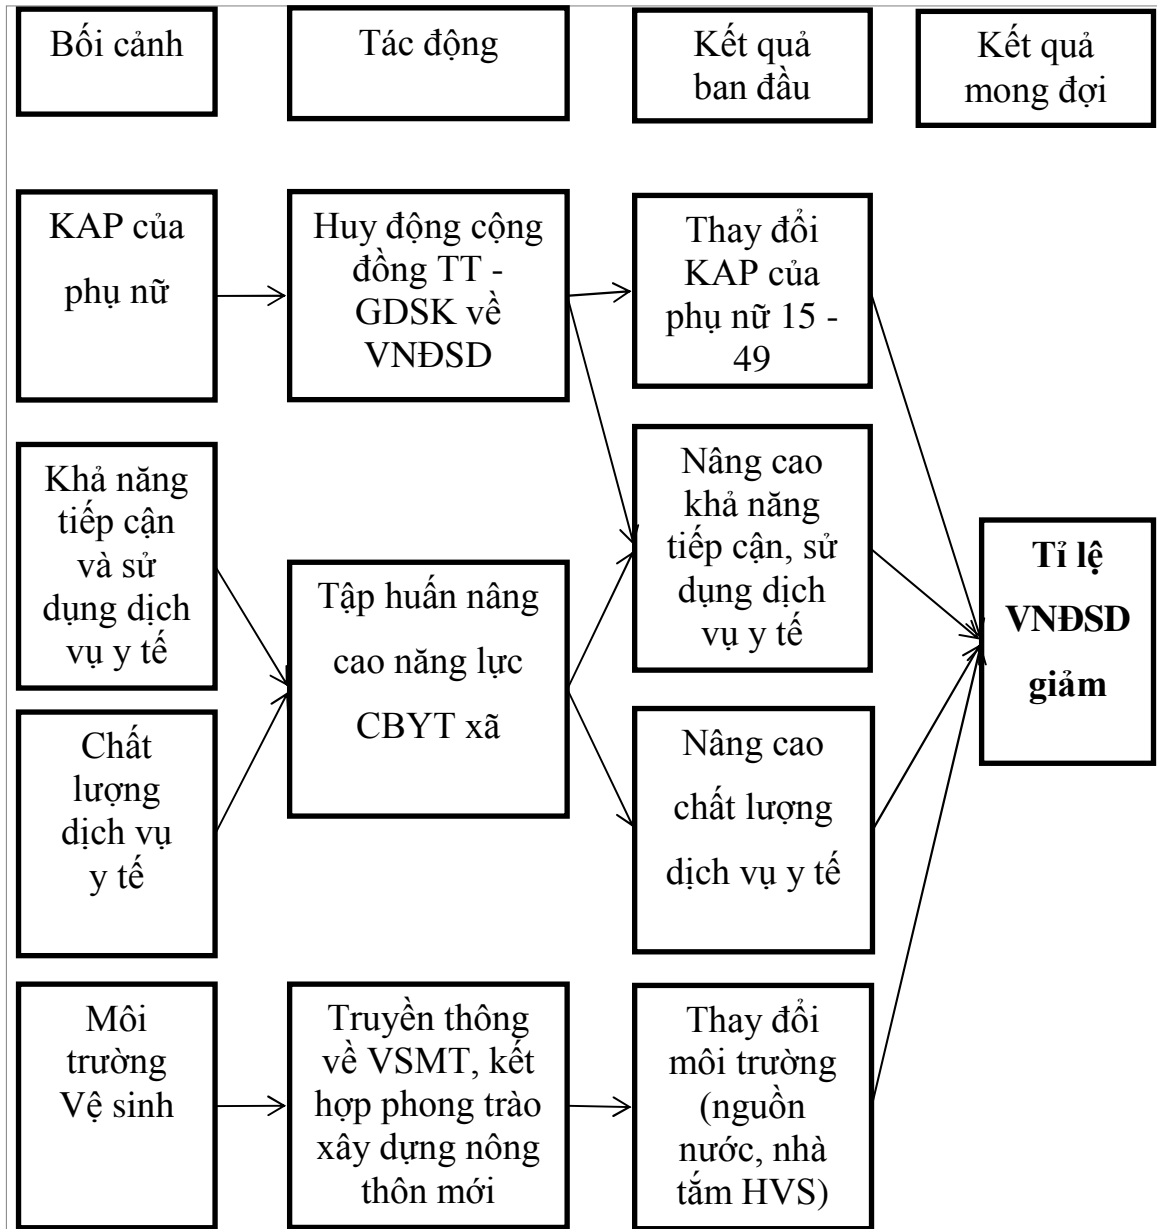 Bối cảnh
Tác động
Kết quả
ban đầu
Kết quả
mong đợi
KAP của
phụ nữ
Huy động cộng
đồng TT -
GDSK về
VNĐSD
Thay đổi
KAP của
phụ nữ 15 -
49
Khả năng
tiếp cận
và sử
dụng dịch
vụ y tế
Tập huấn nâng
cao năng lực
CBYT xã
Nâng cao
khả năng
tiếp cận, sử
dụng dịch
vụ y tế
Tỉ lệ
VNĐSD
giảm
Chất
lượng
dịch vụ
y tế
Nâng cao
chất lượng
dịch vụ y tế
Môi
trường
Vệ sinh
Truyền thông
về VSMT, kết
hợp phong trào
xây dựng nông
thôn mới
Thay đổi
môi trường
(nguồn
nước, nhà
tắm HVS)